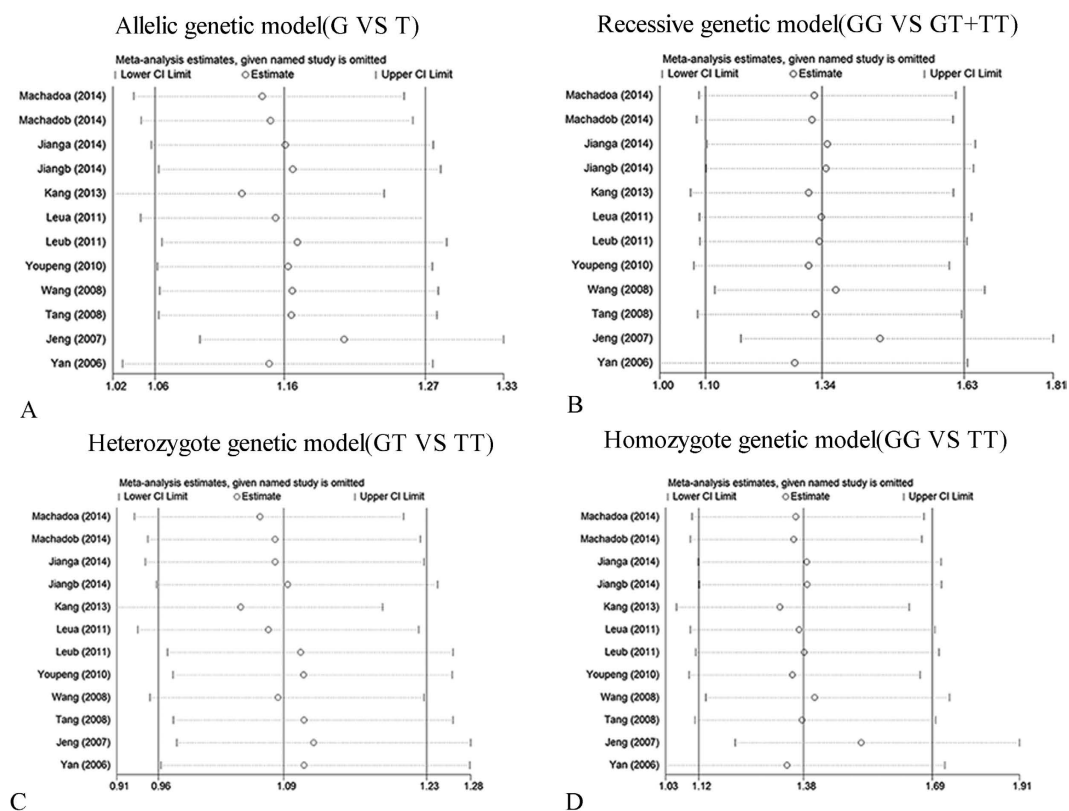 Allelic genetic model(G VS T)
Meta-analysis estimates, given named study is omitted
Lower CI Limit Estimate Upper CI Limit
Machadoa (2014)
Machadob (2014)
Jianga (2014)
Jiangb (2014)
Kang (2013)
Leua (2011)
Leub (2011)
Youpeng (2010)
Wang (2008)
Tang (2008)
Jeng (2007)
Yan (2006)
1.02 1.06 1.16 1.27 1.33
A
Recessive genetic model(GG VS GT+TT)
Meta-analysis estimates, given named study is omitted
Lower CI Limit Estimate Upper CI Limit
Machadoa (2014)
Machadob (2014)
Jianga (2014)
Jiangb (2014)
Kang (2013)
Leua (2011)
Leub (2011)
Youpeng (2010)
Wang (2008)
Tang (2008)
Jeng (2007)
Yan (2006)
1.00 1.10 1.34 1.63 1.81
B
Heterozygote genetic model(GT VS TT)
Meta-analysis estimates, given named study is omitted
Lower CI Limit Estimate Upper CI Limit
Machadoa (2014)
Machadob (2014)
Jianga (2014)
Jiangb (2014)
Kang (2013)
Leua (2011)
Leub (2011)
Youpeng (2010)
Wang (2008)
Tang (2008)
Jeng (2007)
Yan (2006)
0.91 0.96 1.09 1.23 1.28
C
Homozygote genetic model(GG VS TT)
Meta-analysis estimates, given named study is omitted
Lower CI Limit Estimate Upper CI Limit
Machadoa (2014)
Machadob (2014)
Jianga (2014)
Jiangb (2014)
Kang (2013)
Leua (2011)
Leub (2011)
Youpeng (2010)
Wang (2008)
Tang (2008)
Jeng (2007)
Yan (2006)
1.03 1.12 1.38 1.69 1.91
D